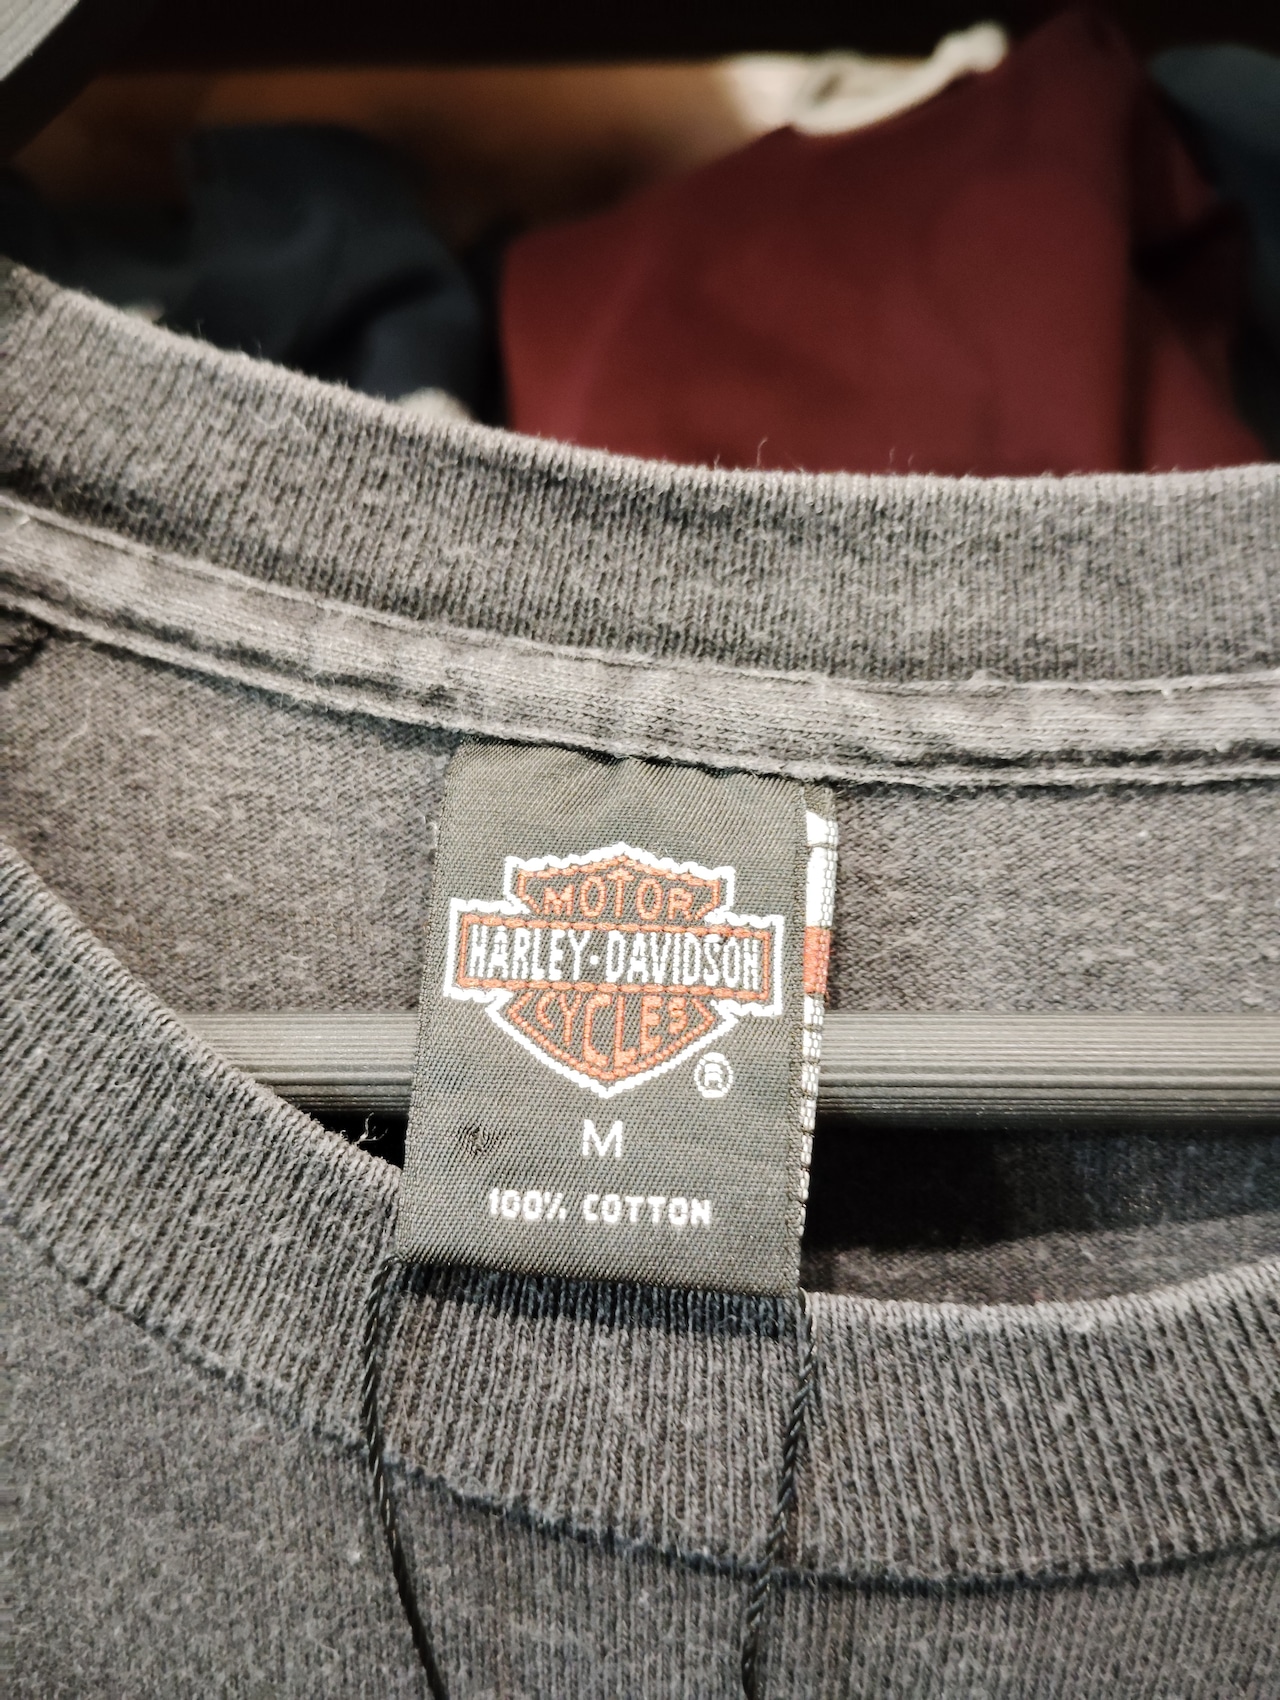 MOTOR
HARLEY-DAVIDSON
CYCLES
®
M
100% COTTON